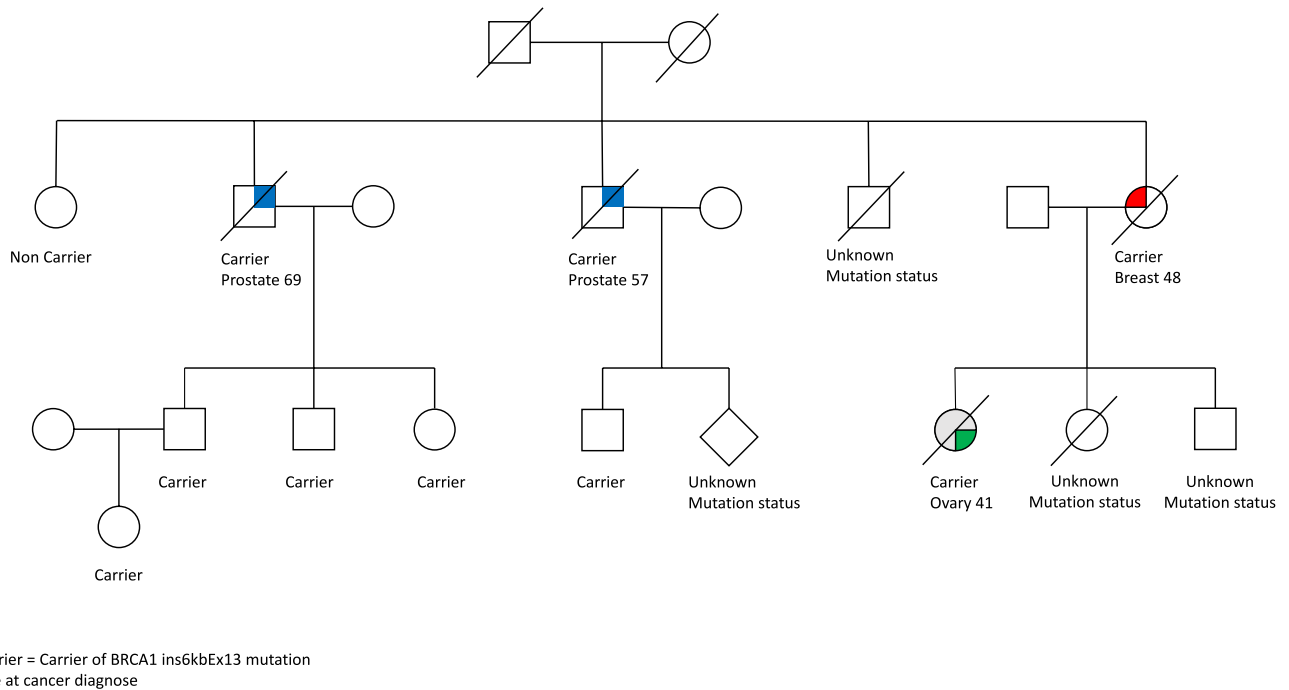 Non Carrier
Carrier
Prostate 69
Carrier
Prostate 57
Unknown
Mutation status
Carrier
Breast 48
Carrier
Carrier
Carrier
Carrier
Unknown
Mutation status
Carrier
Ovary 41
Unknown
Mutation status
Unknown
Mutation status
Carrier
= Carrier of BRCA1 ins6kbEx13 mutation
at cancer diagnose